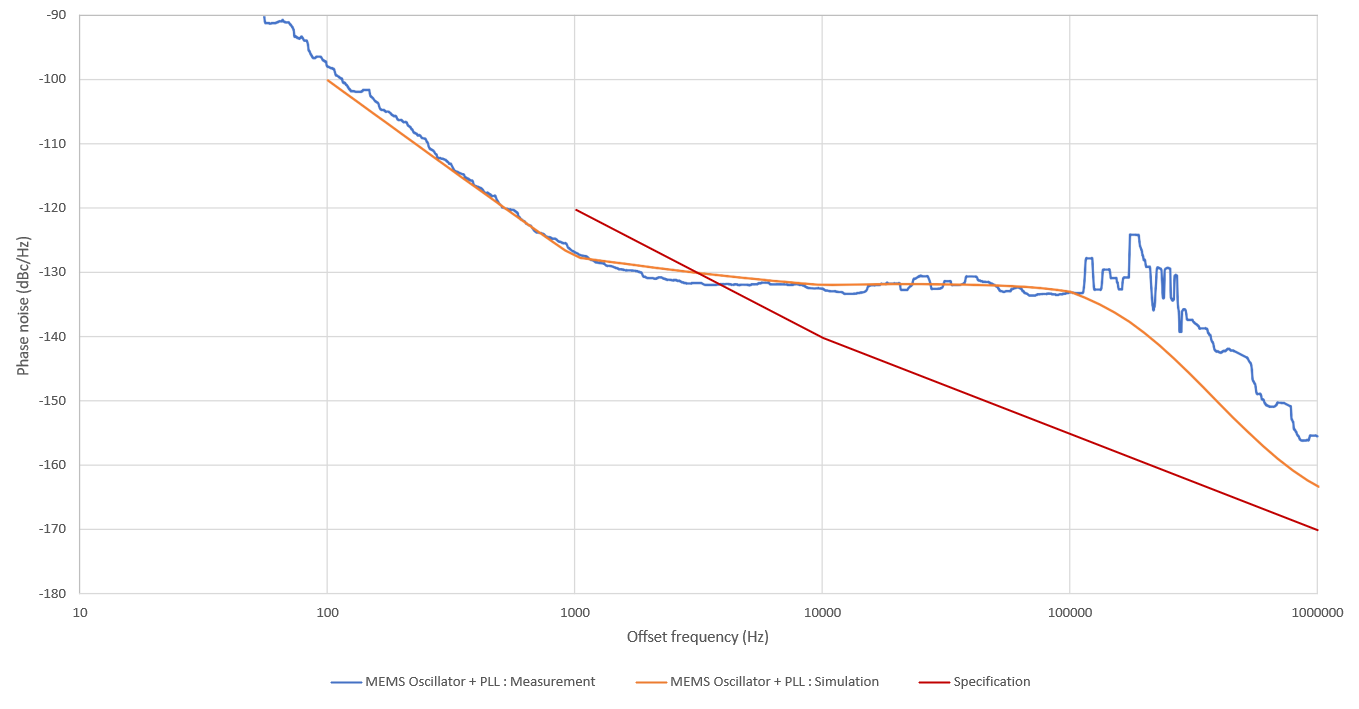 -90
-100
-110
-120
-130
-140
-150
-160
-170
-180
Phase noise (dBc/Hz)
10 100 1000 10000 100000 1000000
Offset frequency (Hz)
MEMS Oscillator + PLL : Measurement MEMS Oscillator + PLL : Simulation Specification